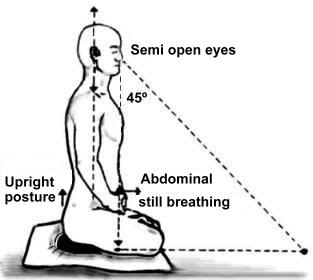 Semi open eyes
45º
Upright
posture
Abdominal
still breathing